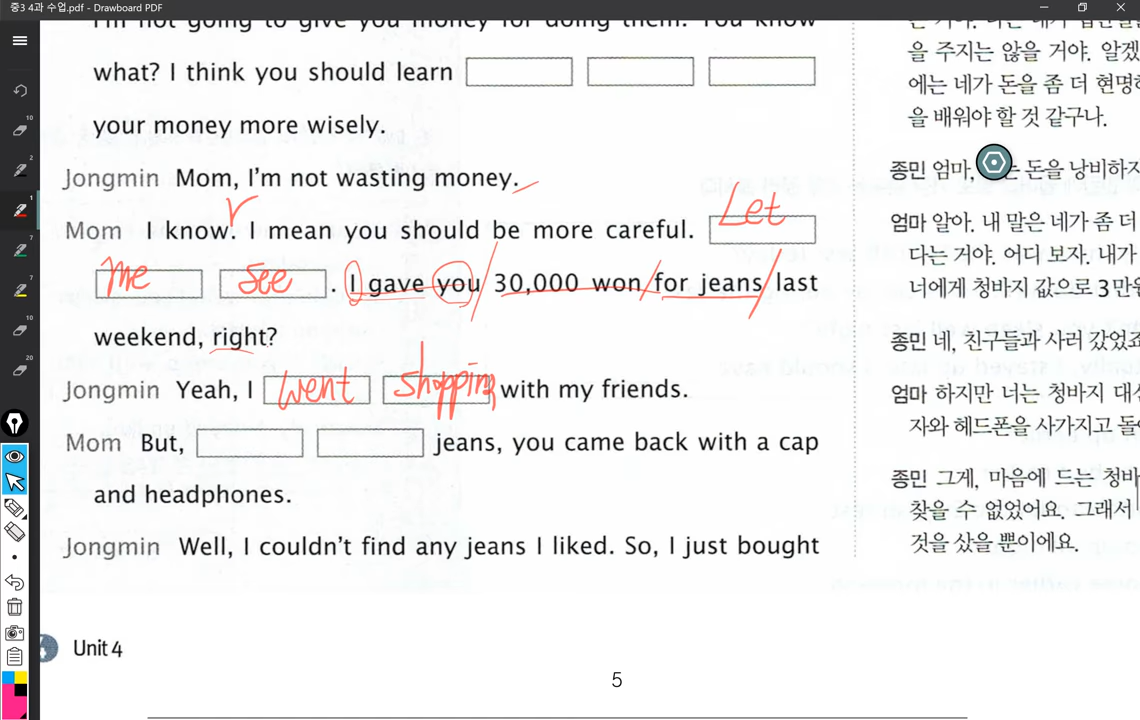 중3 4과 수업.pdf - Drawboard PDF
I'm not going to give you money for doing them. You know
what? I think you should learn
your money more wisely.
Jongmin Mom, I'm not wasting money.
Mom I know. I mean you should be more careful. Let
me see . I gave you 30,000 won for jeans last
weekend, right?
Jongmin Yeah, I went shopping with my friends.
Mom But, jeans, you came back with a cap
and headphones.
Jongmin Well, I couldn't find any jeans I liked. So, I just bought
Unit 4
5
을 주지는 않을 거야. 알겠
에는 네가 돈을 좀 더 현명하
을 배워야 할 것 같구나.
종민 엄마, 는 돈을 낭비하지
엄마 알아. 내 말은 네가 좀 더
다는 거야. 어디 보자. 내가
너에게 청바지 값으로 3만원
종민 네, 친구들과 사러 갔었죠
엄마 하지만 너는 청바지 대신
자와 헤드폰을 사가지고 돌아
종민 그게, 마음에 드는 청바
찾을 수 없었어요. 그래서
것을 샀을 뿐이에요.
10
2
1
7
7
10
20